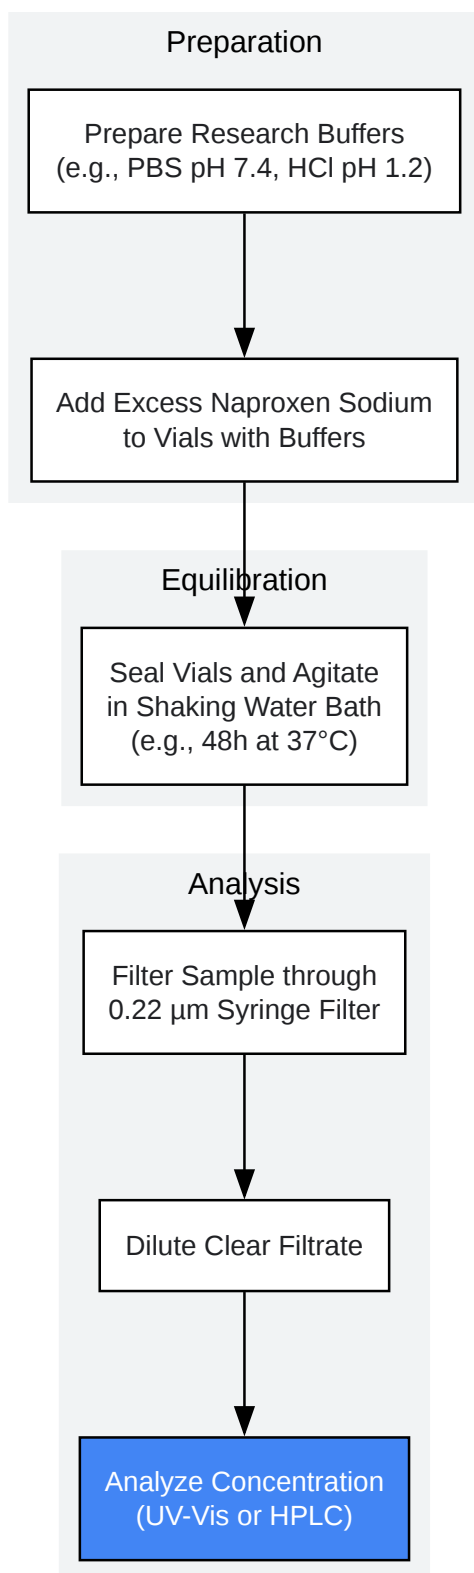 Preparation
Prepare Research Buffers
(e.g., PBS pH 7.4, HCl pH 1.2)
Add Excess Naproxen Sodium
to Vials with Buffers
Equilibration
Seal Vials and Agitate
in Shaking Water Bath
(e.g., 48h at 37°C)
Analysis
Filter Sample through
0.22 µm Syringe Filter
Dilute Clear Filtrate
Analyze Concentration
(UV-Vis or HPLC)